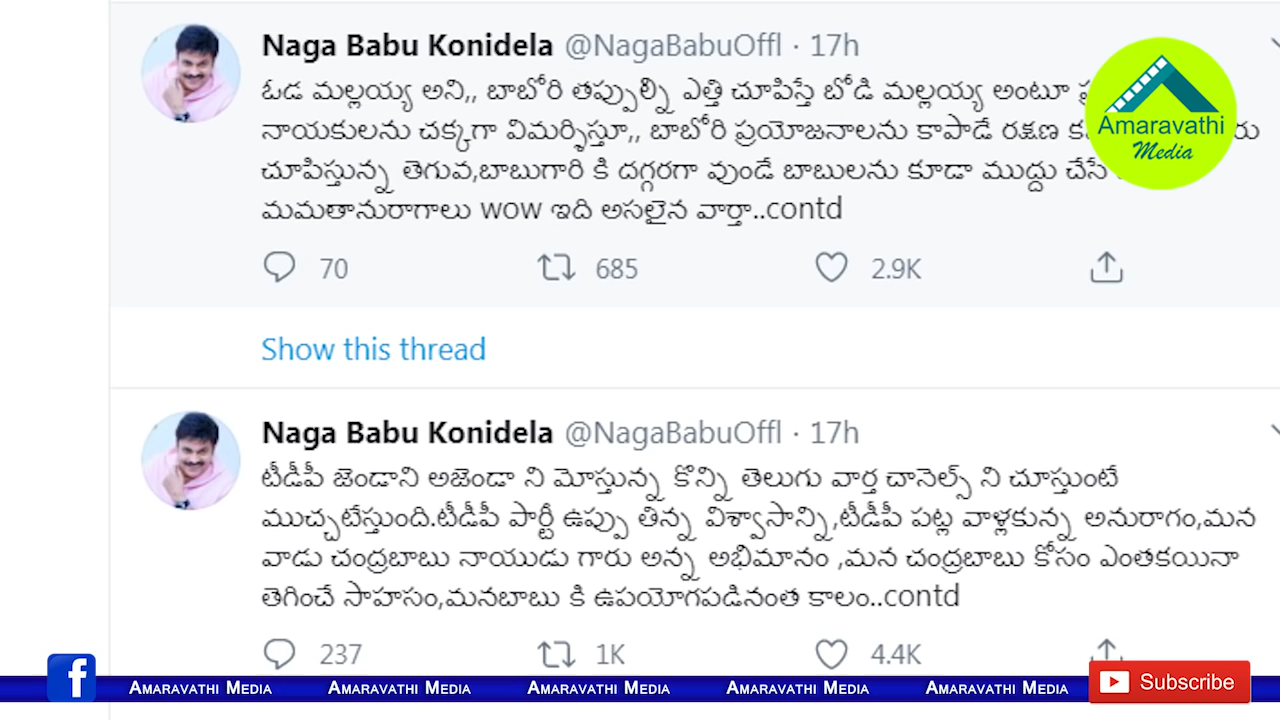 Naga Babu Konidela @NagaBabuOffl · 17h
ఓడ మల్లయ్య అని,, బాబోరి తప్పుల్ని ఎత్తి చూపిస్తే బోడి మల్లయ్య అంటూ
నాయకులను చక్కగా విమర్శిస్తూ,, బాబోరి ప్రయోజనాలను కాపాడే రక్షణ
చూపిస్తున్న తెగువ,బాబుగారి కి దగ్గరగా వుండే బాబులను కూడా ముద్దు చేసే
మమతానురాగాలు wow ఇది అసలైన వార్తా..contd
70 685 2.9K
Show this thread
Naga Babu Konidela @NagaBabuOffl · 17h
టీడీపీ జెండాని అజెండా ని మోస్తున్న కొన్ని తెలుగు వార్త చానెల్స్ ని చూస్తుంటే
ముచ్చటేస్తుంది.టీడీపీ పార్టీ ఉప్పు తిన్న విశ్వాసాన్ని,టీడీపీ పట్ల వాళ్లకున్న అనురాగం,మన
వాడు చంద్రబాబు నాయుడు గారు అన్న అభిమానం ,మన చంద్రబాబు కోసం ఎంతకయినా
తెగించే సాహసం,మనబాబు కి ఉపయోగపడినంత కాలం..contd
237 1K 4.4K
Amaravathi
Media
f
Amaravathi Media Amaravathi Media Amaravathi Media Amaravathi Media Amaravathi Media
Subscribe